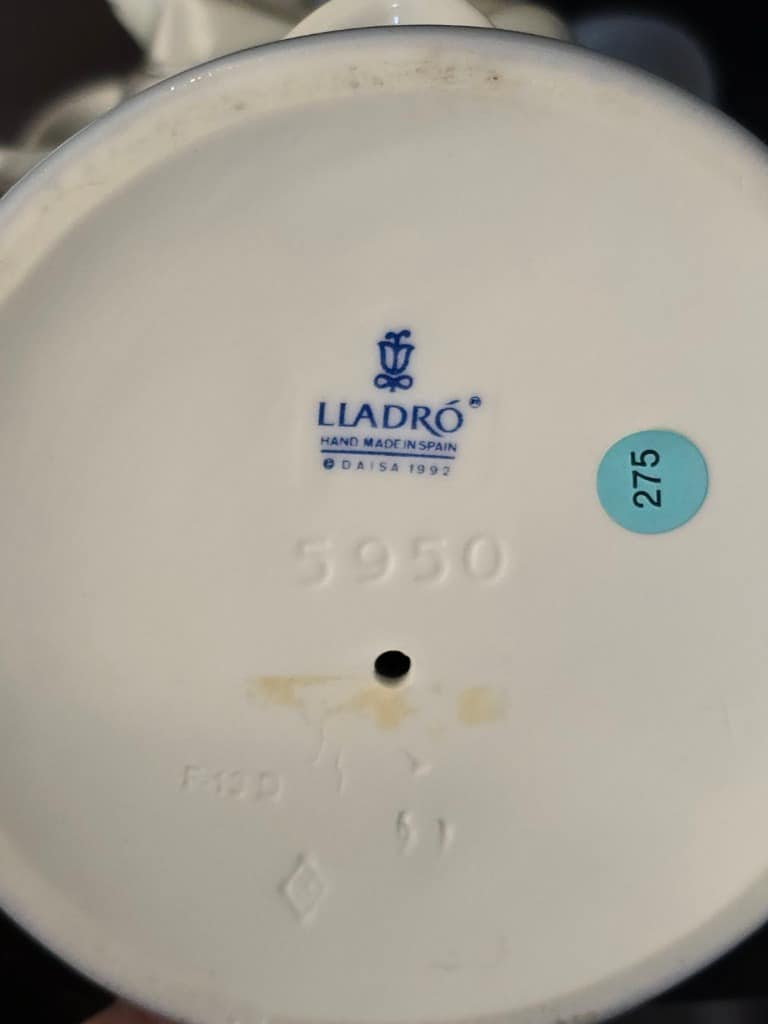 LLADRÓ®
HAND MADE IN SPAIN
© DAISA 1992
275
5950